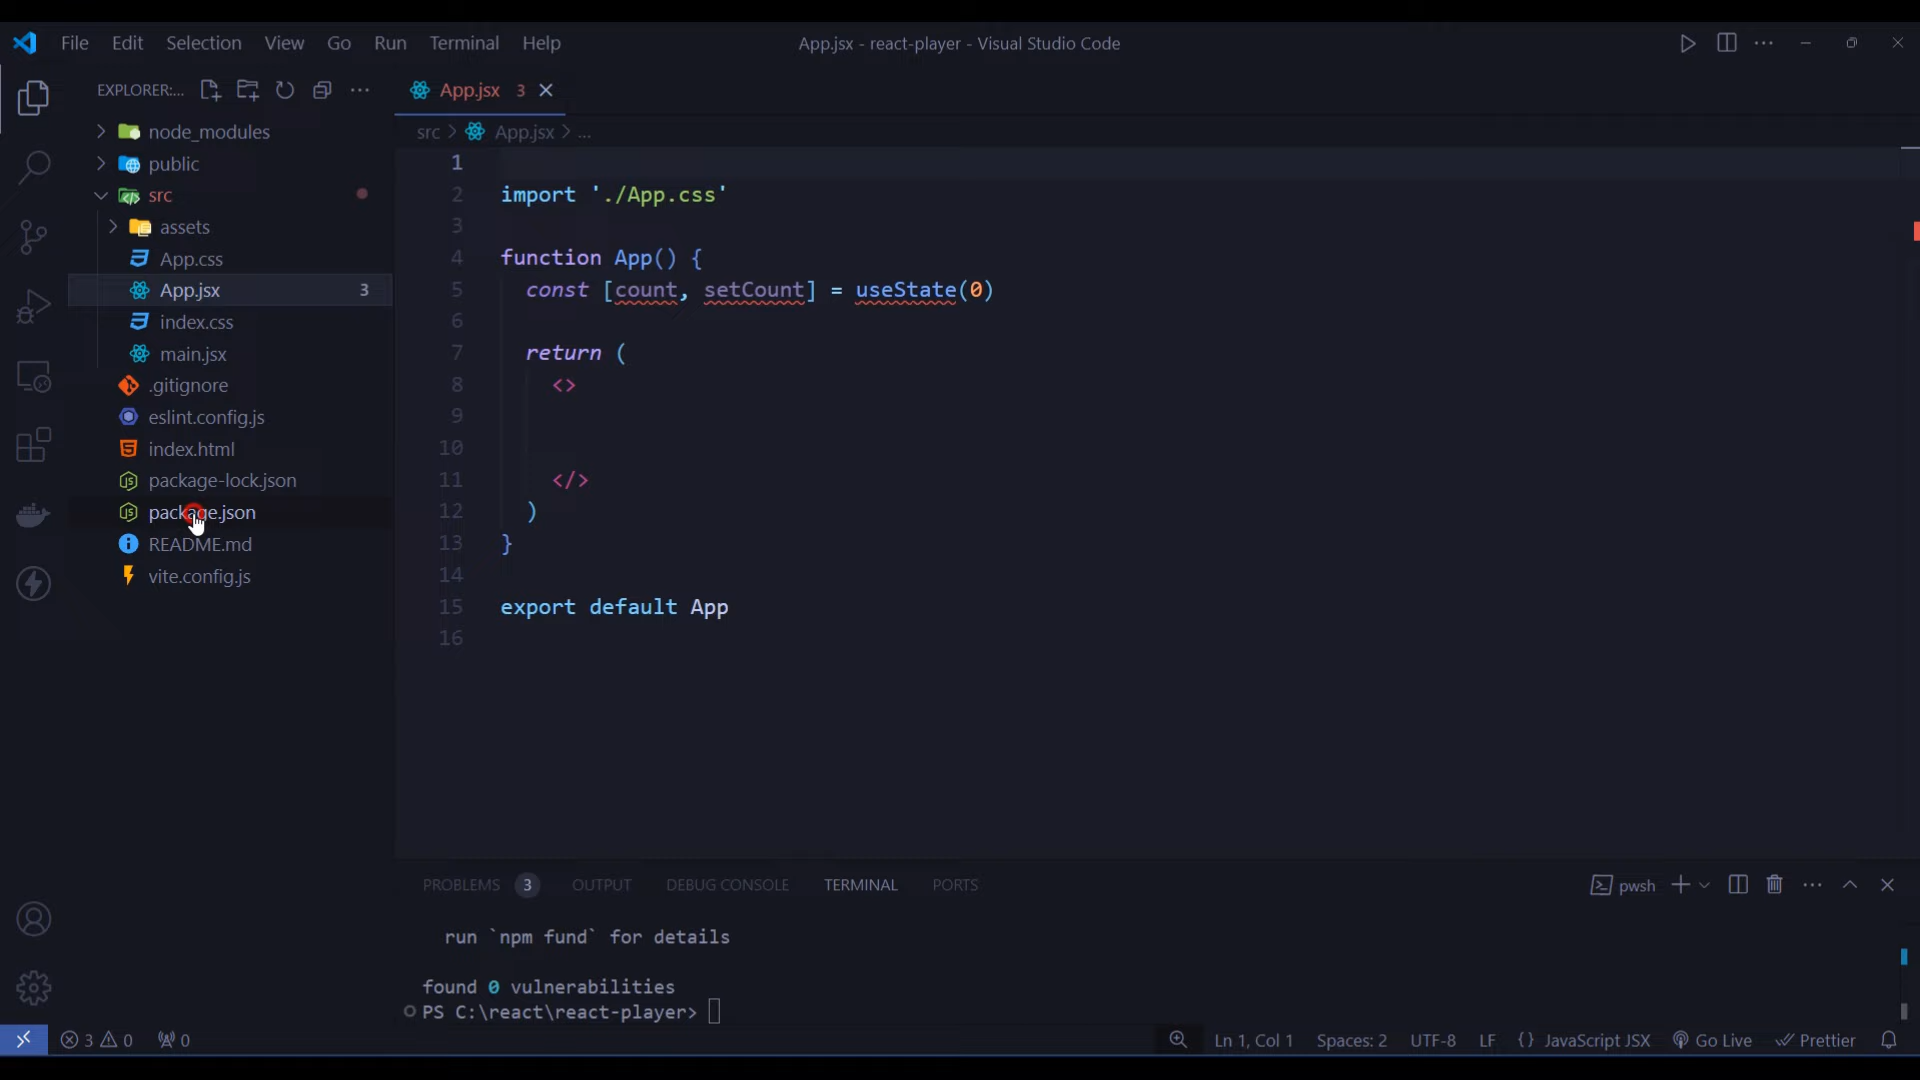 File Edit Selection View Go Run Terminal Help
App.jsx - react-player - Visual Studio Code
EXPLORER:...
node_modules
public
src
assets
App.css
App.jsx 3
index.css
main.jsx
.gitignore
eslint.config.js
index.html
package-lock.json
package.json
README.md
vite.config.js
App.jsx 3
src > App.jsx > ...
1
2 import './App.css'
3
4 function App() {
5 const [count, setCount] = useState(0)
6
7 return (
8 <>
9
10
11 </>
12 )
13 }
14
15 export default App
16
PROBLEMS 3 OUTPUT DEBUG CONSOLE TERMINAL PORTS
pwsh
run `npm fund` for details
found 0 vulnerabilities
PS C:\react\react-player>
3 0 0
Ln 1, Col 1 Spaces: 2 UTF-8 LF {} JavaScript JSX Go Live Prettier